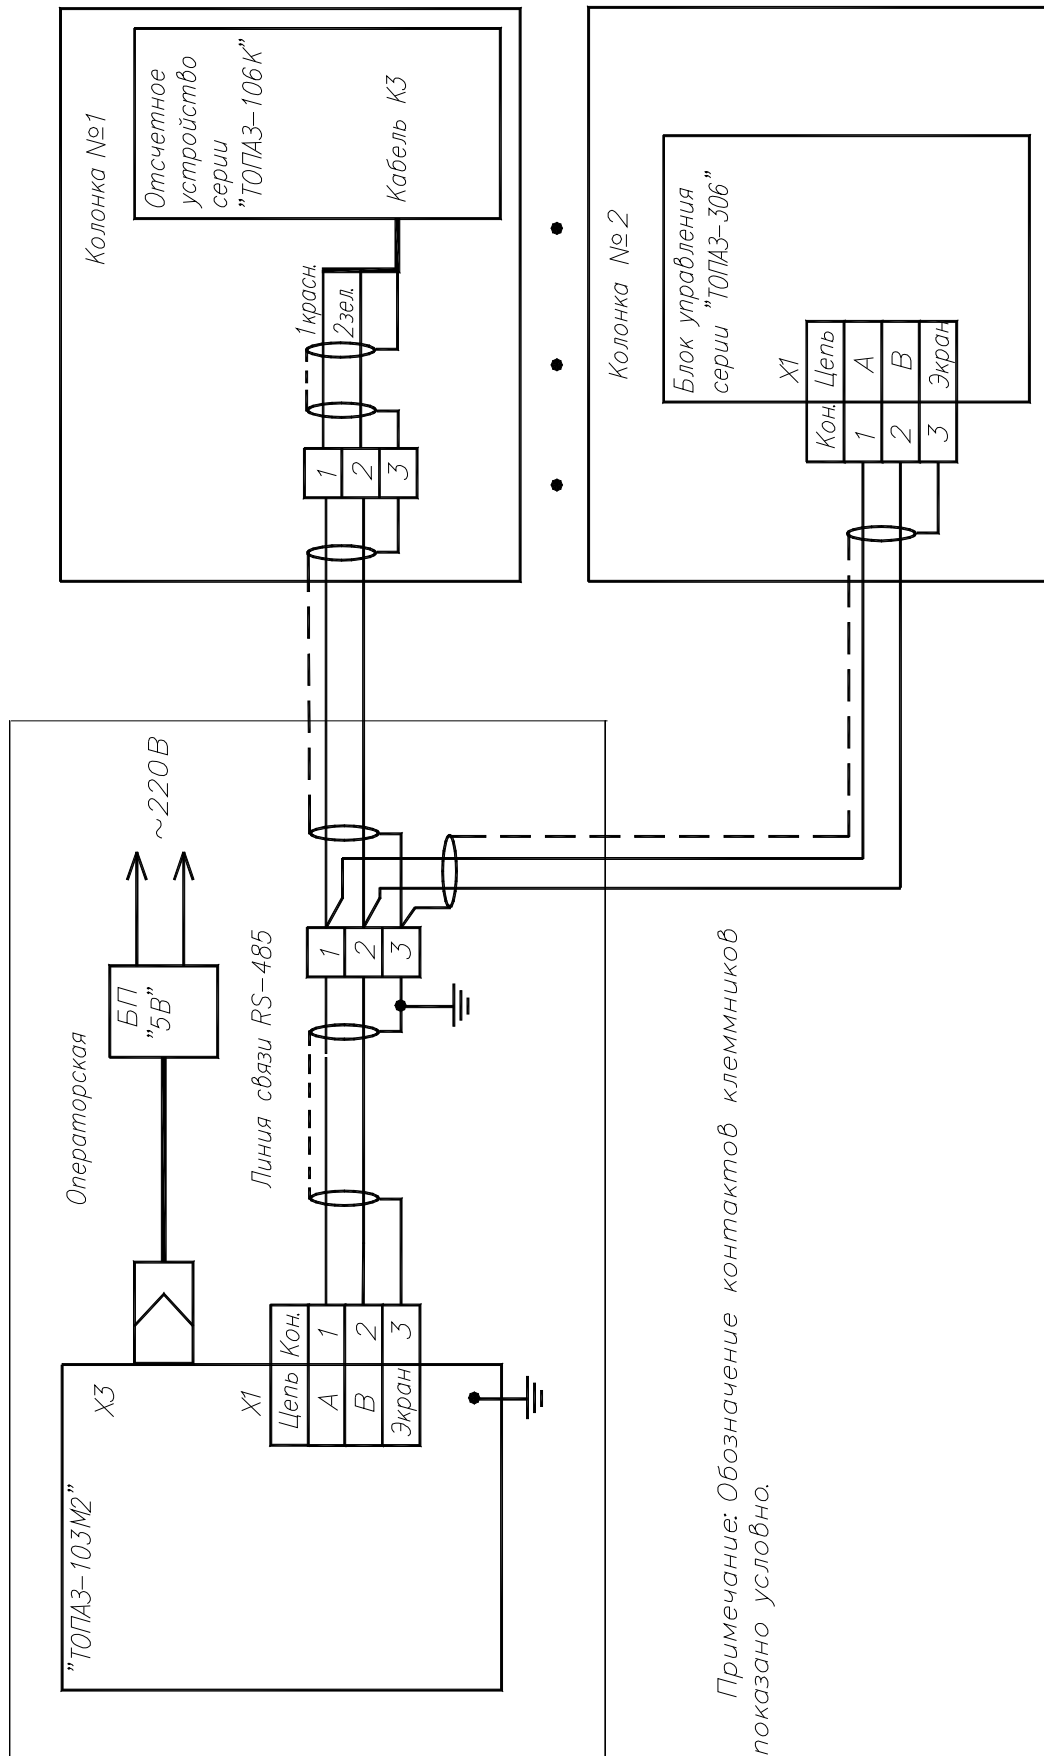 "ТОПАЗ-103М2"
Х3
Х1
Цепь Кон.
А 1
В 2
Экран 3
Операторская
БП
"5В"
~220В
Линия связи RS-485
1
2
3
Колонка №1
Отсчетное
устройство
серии
"ТОПАЗ-106К"
Кабель К3
1красн.
2зел.
1
2
3
Колонка №2
Блок управления
серии "ТОПАЗ-306"
Х1
Кон. Цепь
1 А
2 В
3 Экран
Примечание: Обозначение контактов клеммников
показано условно.